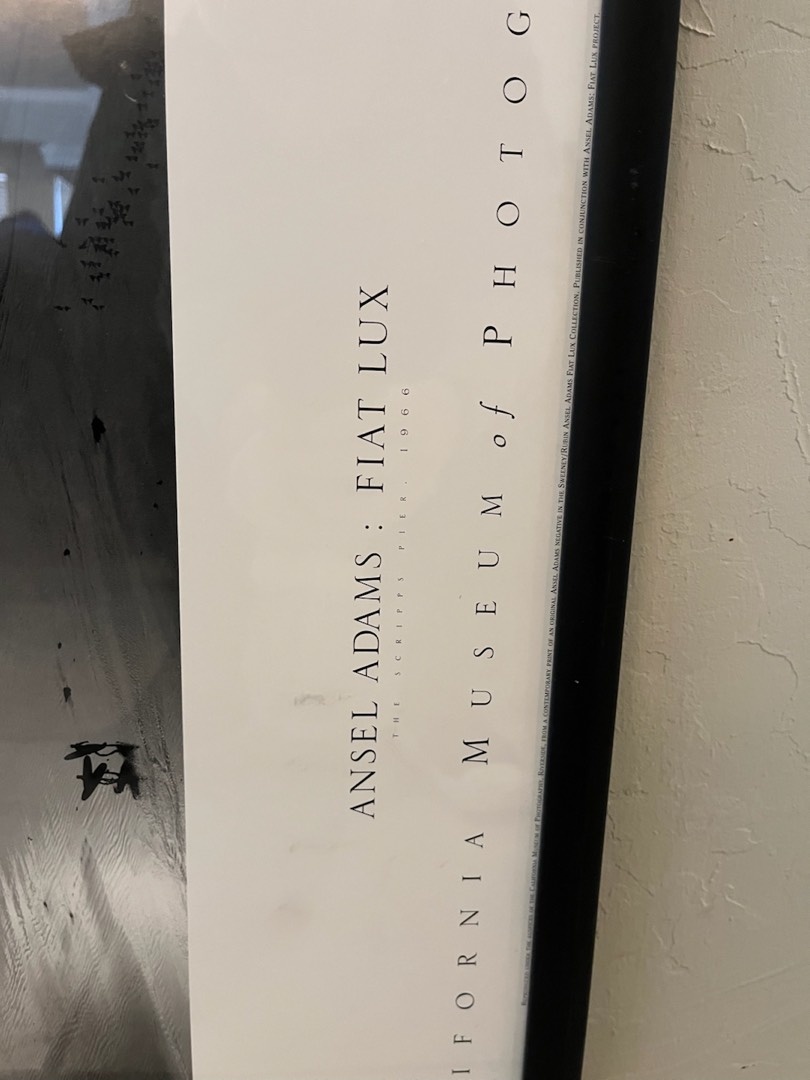 ANSEL ADAMS : FIAT LUX
THE SCRIPPS PIER. 1966
IFORNIA MUSEUM of PHOTOG
REPRODUCED UNDER THE AUSPICES OF THE CALIFORNIA MUSEUM OF PHOTOGRAPHY, RIVERSIDE, FROM A CONTEMPORARY PRINT OF AN ORIGINAL ANSEL ADAMS NEGATIVE IN THE SWEENEY/RUBIN ANSEL ADAMS FIAT LUX COLLECTION. PUBLISHED IN CONJUNCTION WITH ANSEL ADAMS: FIAT LUX PROJECT.